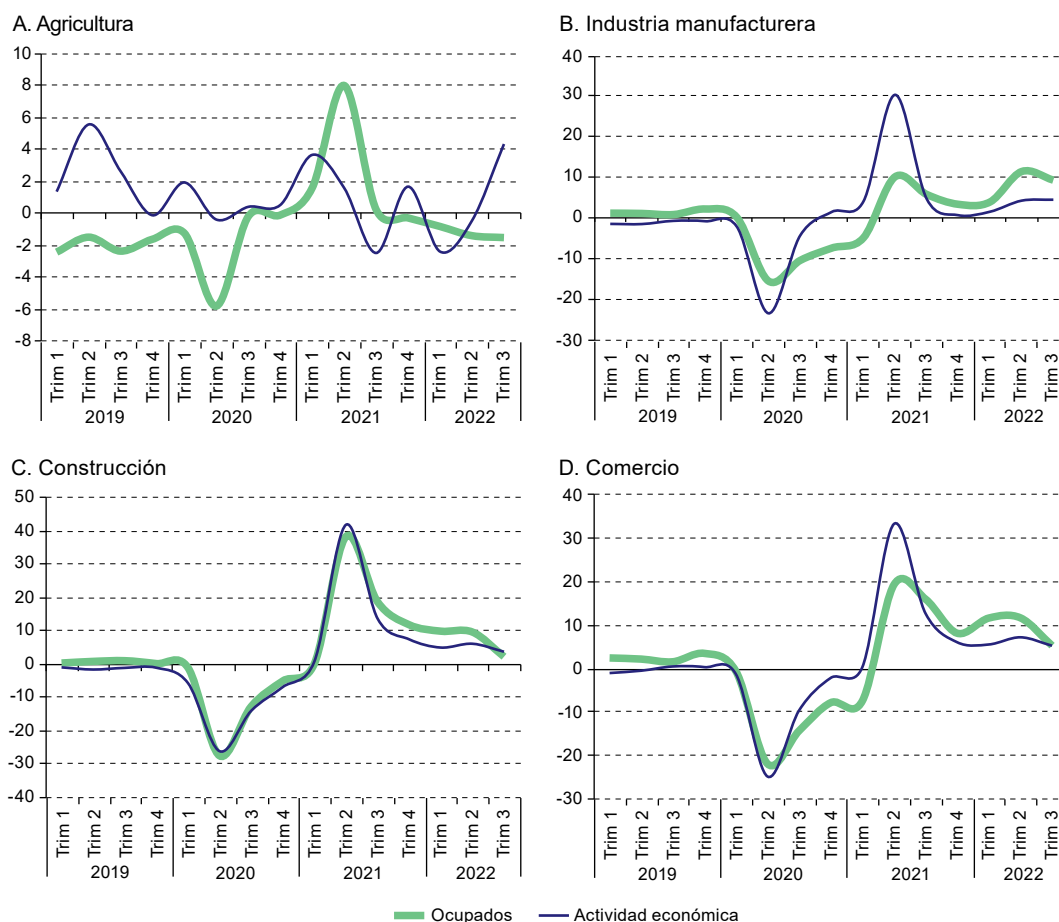 A. Agricultura
10
8
6
4
2
0
-2
-4
-6
-8
Trim 1 Trim 2 Trim 3 Trim 4 Trim 1 Trim 2 Trim 3 Trim 4 Trim 1 Trim 2 Trim 3 Trim 4 Trim 1 Trim 2 Trim 3
2019 2020 2021 2022
B. Industria manufacturera
40
30
20
10
0
-10
-20
-30
Trim 1 Trim 2 Trim 3 Trim 4 Trim 1 Trim 2 Trim 3 Trim 4 Trim 1 Trim 2 Trim 3 Trim 4 Trim 1 Trim 2 Trim 3
2019 2020 2021 2022
C. Construcción
50
40
30
20
10
0
-10
-20
-30
-40
Trim 1 Trim 2 Trim 3 Trim 4 Trim 1 Trim 2 Trim 3 Trim 4 Trim 1 Trim 2 Trim 3 Trim 4 Trim 1 Trim 2 Trim 3
2019 2020 2021 2022
D. Comercio
40
30
20
10
0
-10
-20
-30
Trim 1 Trim 2 Trim 3 Trim 4 Trim 1 Trim 2 Trim 3 Trim 4 Trim 1 Trim 2 Trim 3 Trim 4 Trim 1 Trim 2 Trim 3
2019 2020 2021 2022
Ocupados Actividad económica